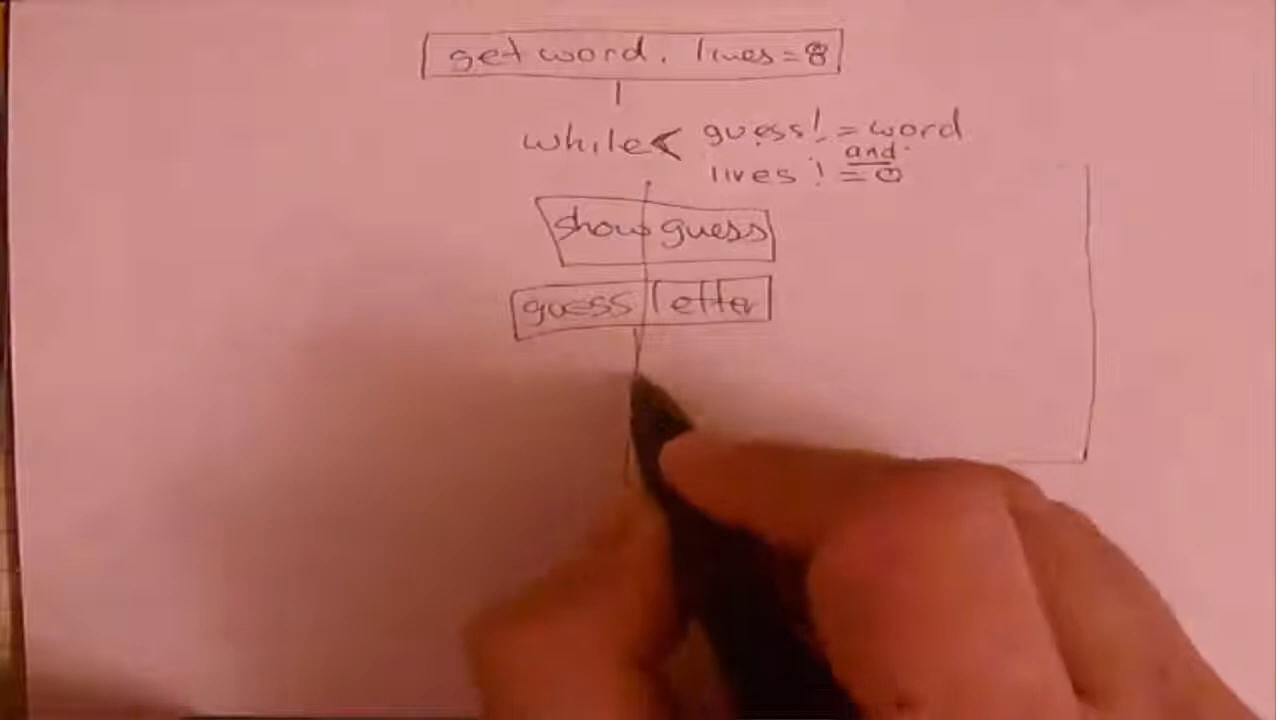 get word. lives = 8
while < guess! = word
and
lives ! = 0
show guess
guess letter